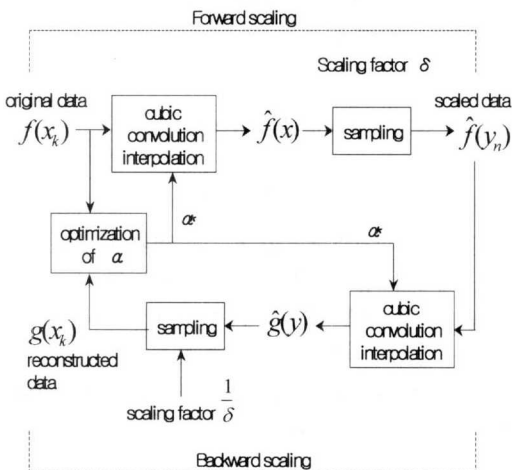 Forward scaling
Scaling factor δ
original data
f(x_k)
cubic
convolution
interpolation
f̂(x)
sampling
scaled data
f̂(y_n)
α*
α*
optimization
of α
g(x_k)
reconstructed
data
sampling
ĝ(y)
cubic
convolution
interpolation
scaling factor 1/δ
Backward scaling